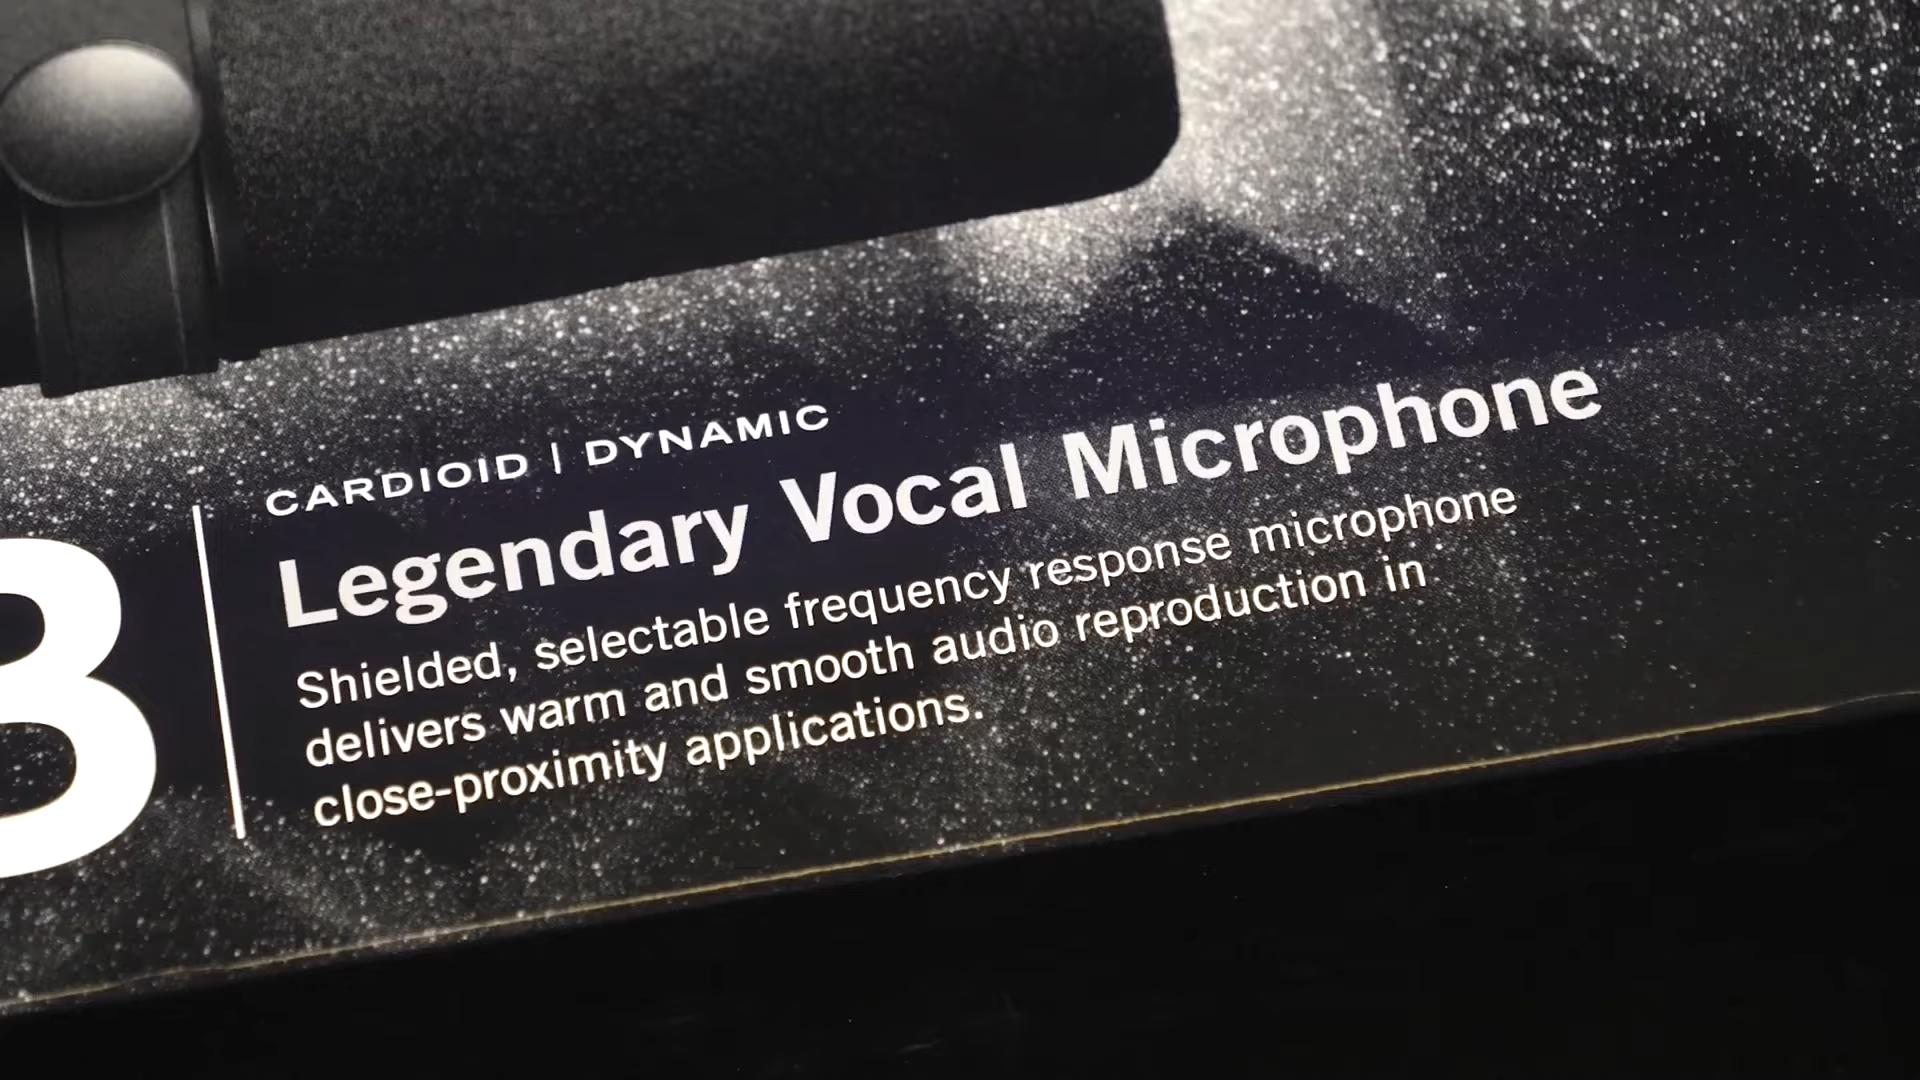 B
CARDIOID | DYNAMIC
Legendary Vocal Microphone
Shielded, selectable frequency response microphone
delivers warm and smooth audio reproduction in
close-proximity applications.